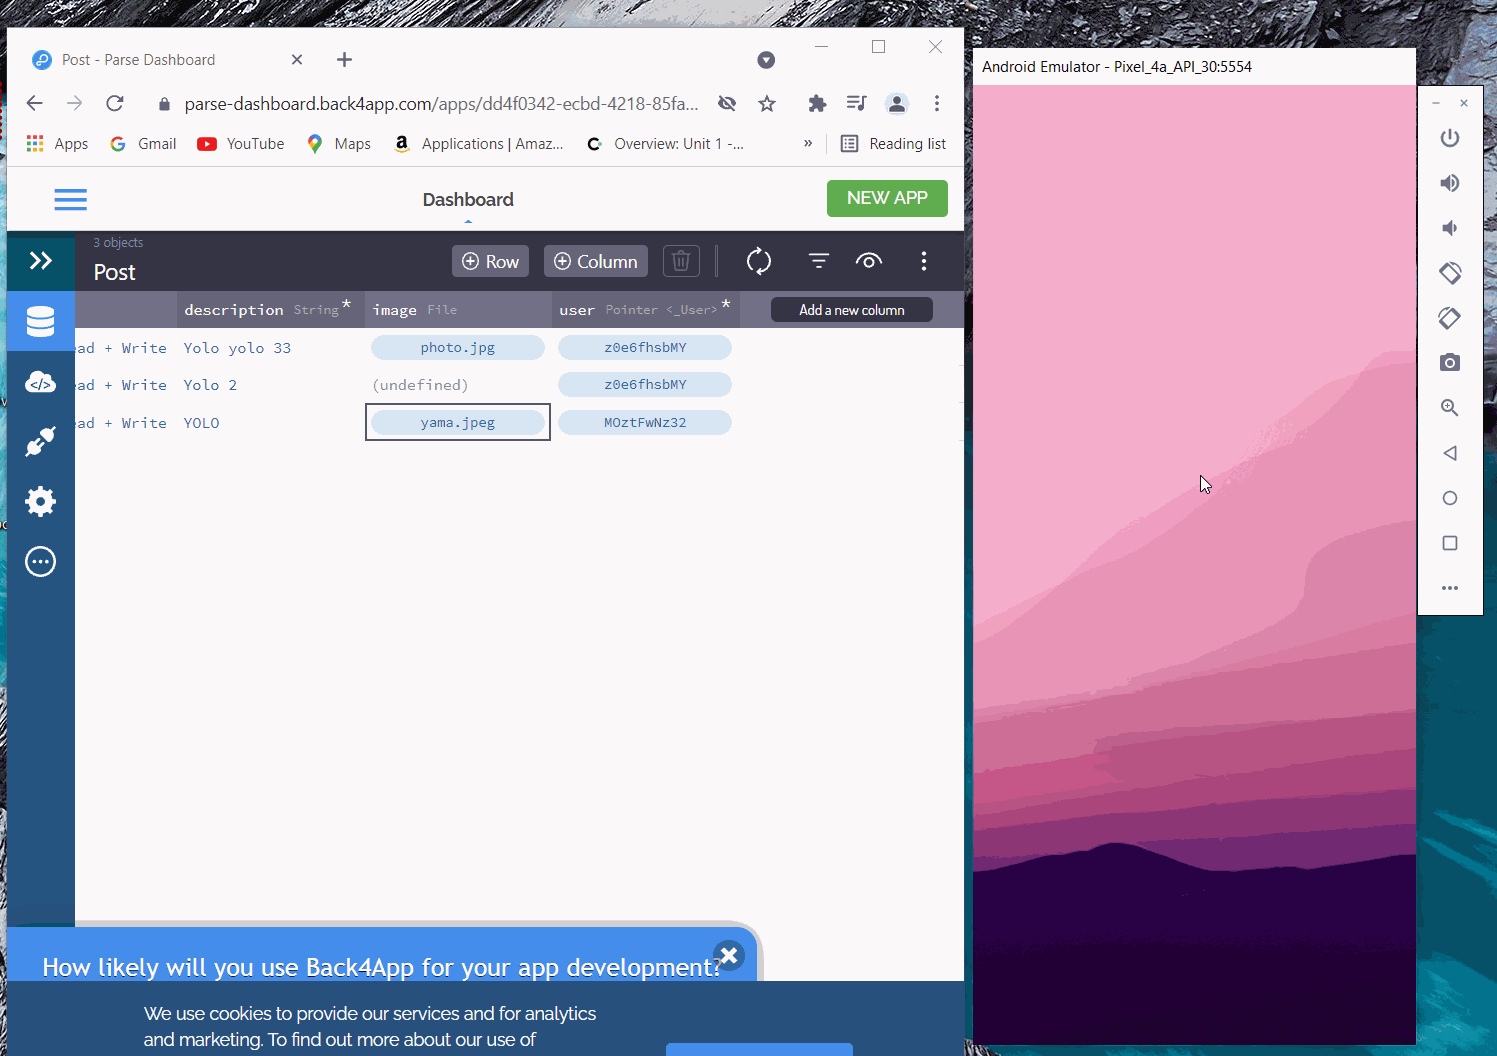 Post - Parse Dashboard
parse-dashboard.back4app.com/apps/dd4f0342-ecbd-4218-85fa...
Apps Gmail YouTube Maps Applications | Amaz... Overview: Unit 1 -... » Reading list
Dashboard
NEW APP
3 objects
Post
Row Column
description String * image File user Pointer <_User> * Add a new column
ad + Write Yolo yolo 33 photo.jpg z0e6fhsbMY
ad + Write Yolo 2 (undefined) z0e6fhsbMY
ad + Write YOLO yama.jpeg MOztFwNz32
How likely will you use Back4App for your app development?
We use cookies to provide our services and for analytics
and marketing. To find out more about our use of
Android Emulator - Pixel_4a_API_30:5554